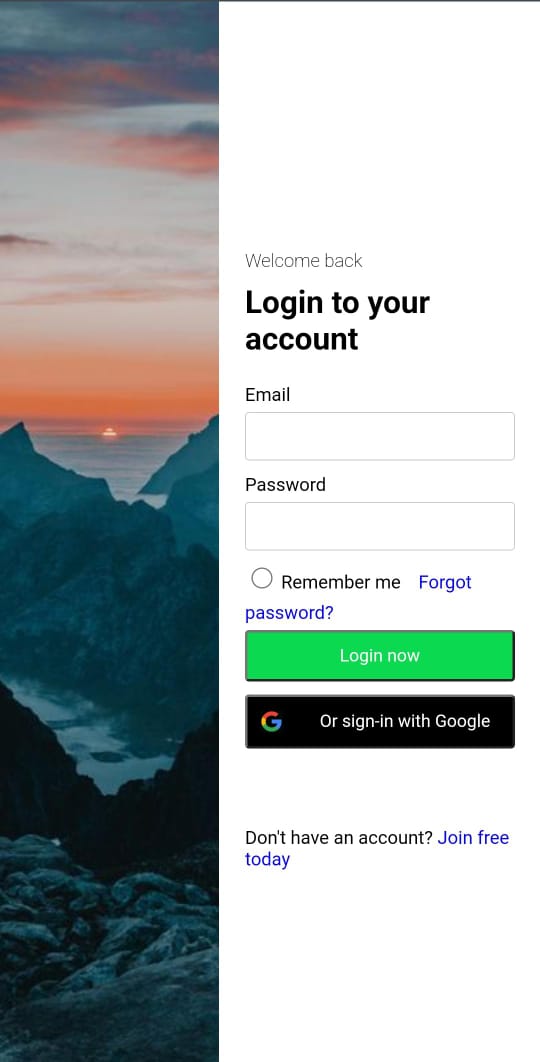 Welcome back
Login to your
account
Email
Password
Remember me Forgot
password?
Login now
Or sign-in with Google
Don't have an account? Join free
today